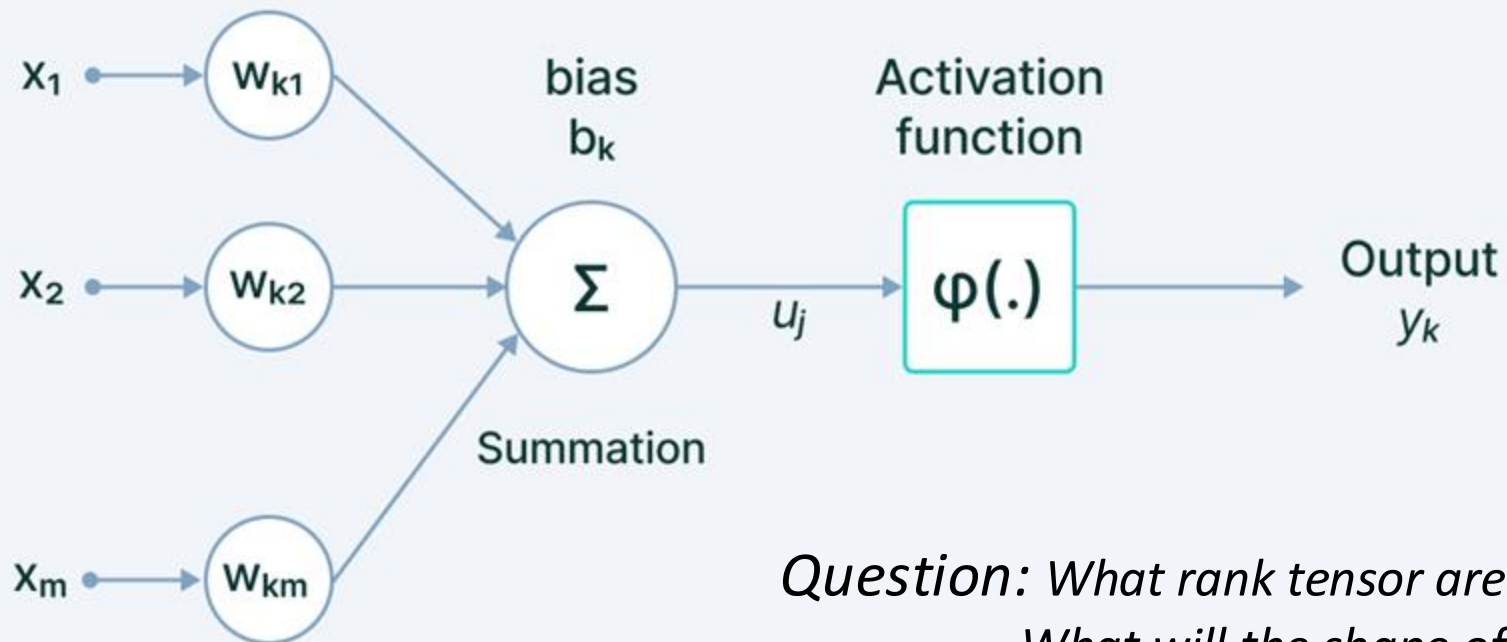 x₁
wₖ₁
bias
bₖ
Activation
function
x₂
wₖ₂
Σ
uⱼ
φ(.)
Output
yₖ
Summation
xₘ
wₖₘ
Question: What rank tensor are
What will the shape of